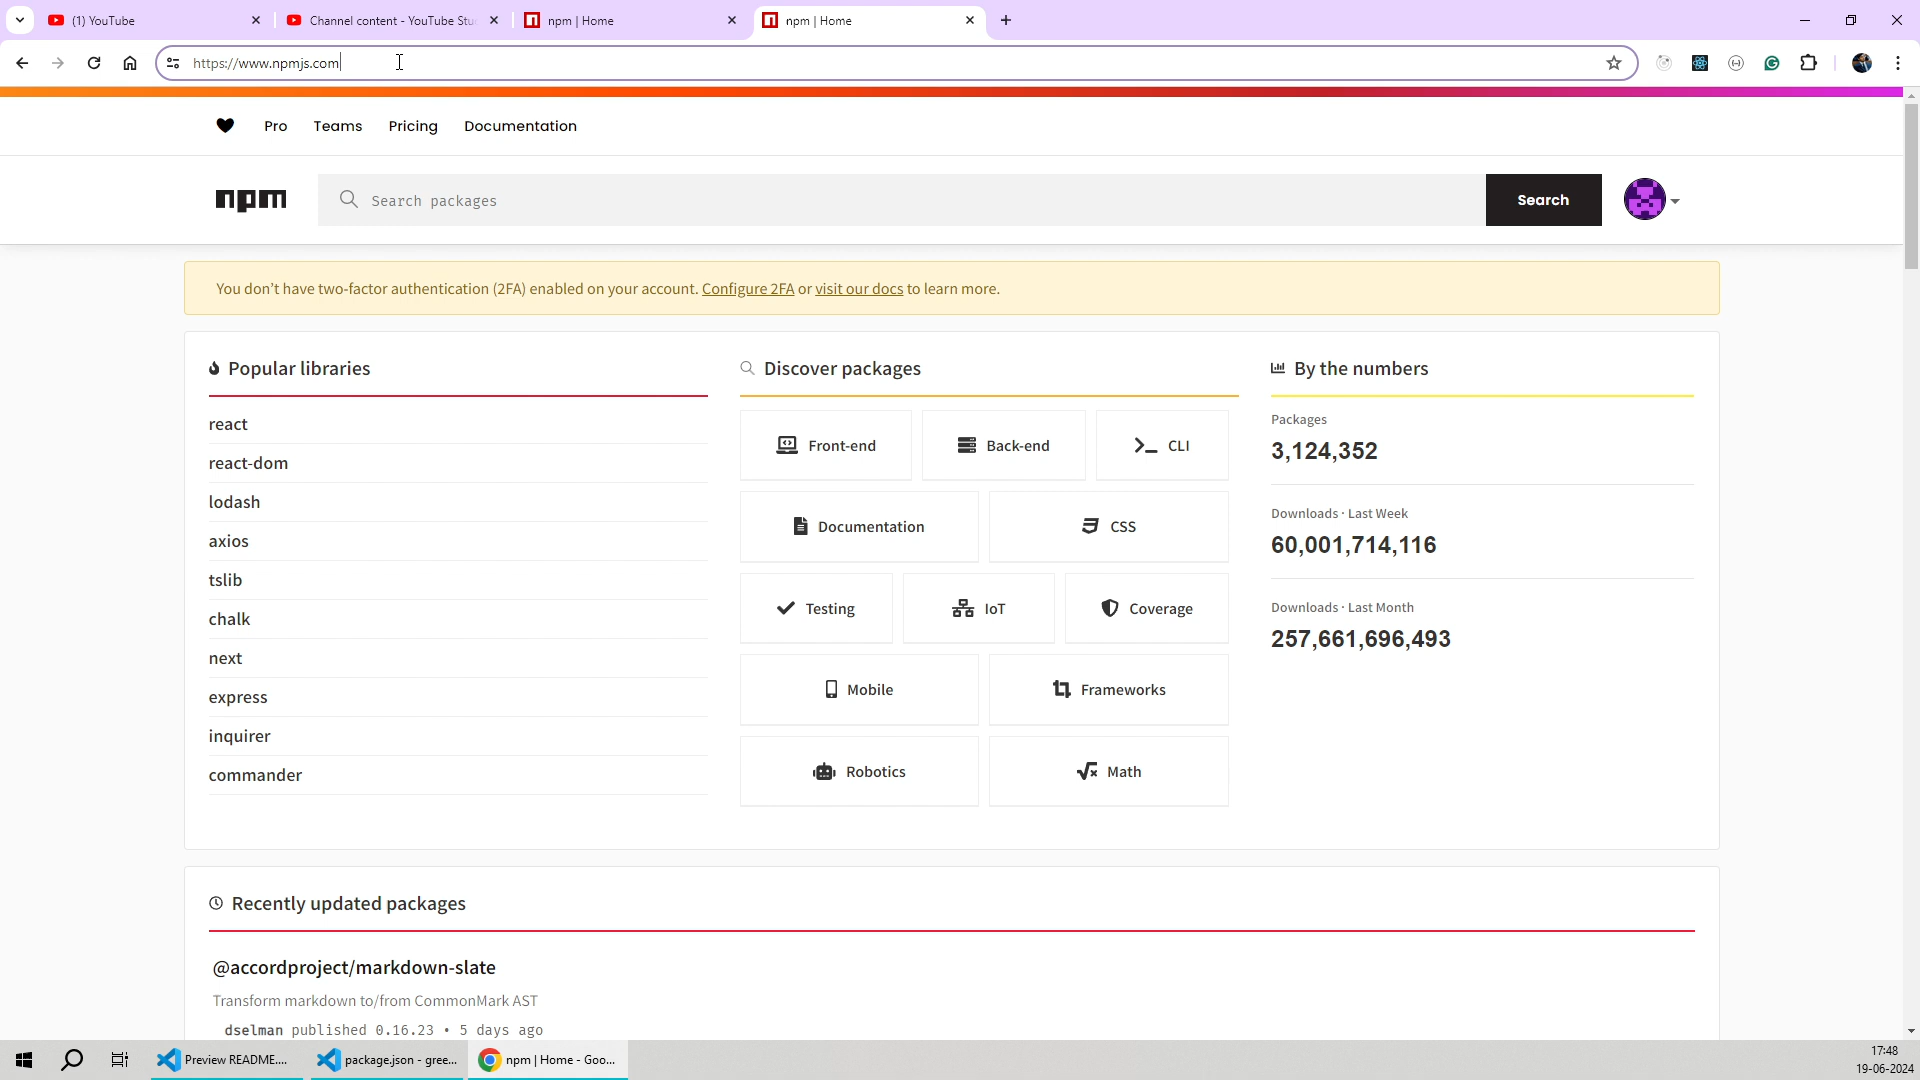 (1) YouTube
Channel content - YouTube Stu
npm | Home
npm | Home
https://www.npmjs.com
Pro
Teams
Pricing
Documentation
npm
Search packages
Search
You don't have two-factor authentication (2FA) enabled on your account. Configure 2FA or visit our docs to learn more.
Popular libraries
react
react-dom
lodash
axios
tslib
chalk
next
express
inquirer
commander
Discover packages
Front-end
Back-end
CLI
Documentation
CSS
Testing
IoT
Coverage
Mobile
Frameworks
Robotics
Math
By the numbers
Packages
3,124,352
Downloads · Last Week
60,001,714,116
Downloads · Last Month
257,661,696,493
Recently updated packages
@accordproject/markdown-slate
Transform markdown to/from CommonMark AST
dselman published 0.16.23 • 5 days ago
Preview README....
package.json - gree...
npm | Home - Goo...
17:48
19-06-2024